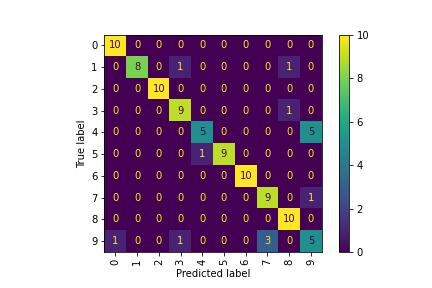 0 10 0 0 0 0 0 0 0 0 0 10
1 0 8 0 1 0 0 0 0 1 0
2 0 0 10 0 0 0 0 0 0 0 8
3 0 0 0 9 0 0 0 0 1 0
4 0 0 0 0 5 0 0 0 0 5 6
5 0 0 0 0 1 9 0 0 0 0
6 0 0 0 0 0 0 10 0 0 0 4
7 0 0 0 0 0 0 0 9 0 1
8 0 0 0 0 0 0 0 0 10 0 2
9 1 0 0 1 0 0 0 3 0 5 0
0 1 2 3 4 5 6 7 8 9
True label
Predicted label